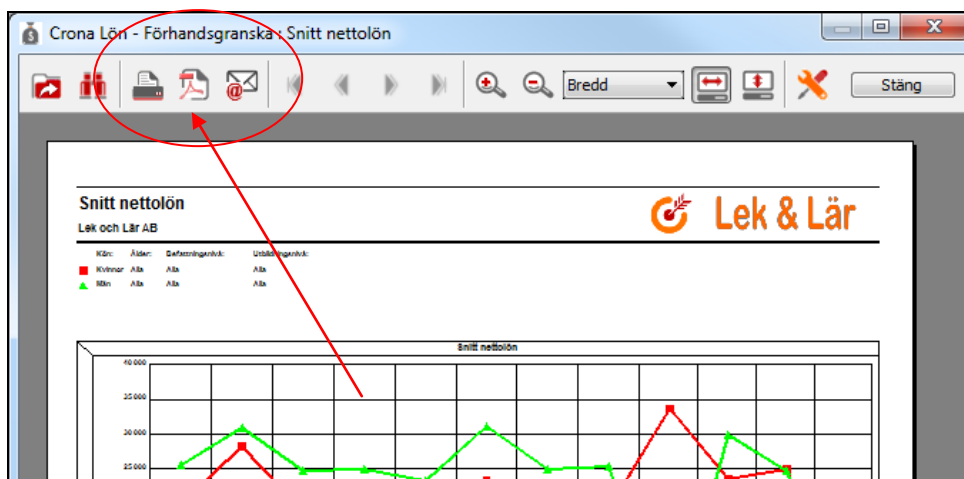 Crona Lön - Förhandsgranska : Snitt nettolön
Bredd
Stäng
Snitt nettolön
Lek och Lär AB
Lek & Lär
Kön: Ålder: Befattningsnivå: Utbildningsnivå:
Kvinnor Alla Alla Alla
Män Alla Alla Alla
Snitt nettolön
40 000
35 000
30 000
25 000